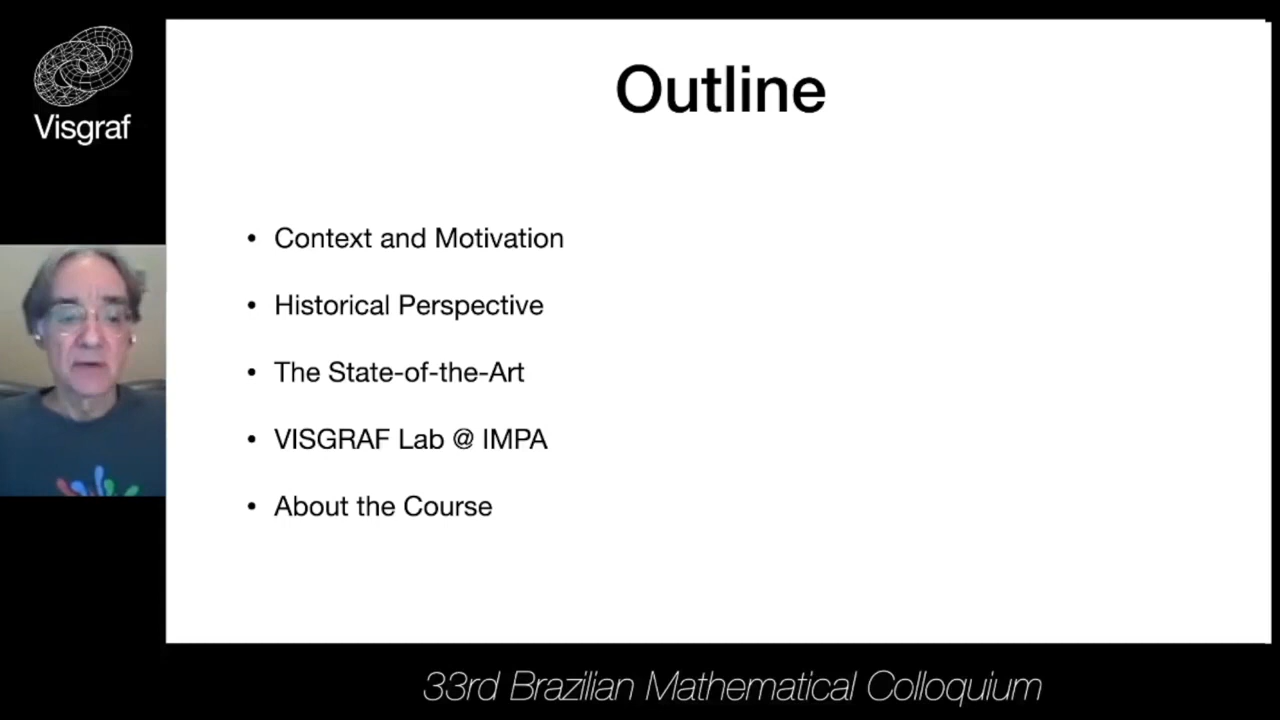 Visgraf
Outline
• Context and Motivation
• Historical Perspective
• The State-of-the-Art
• VISGRAF Lab @ IMPA
• About the Course
33rd Brazilian Mathematical Colloquium